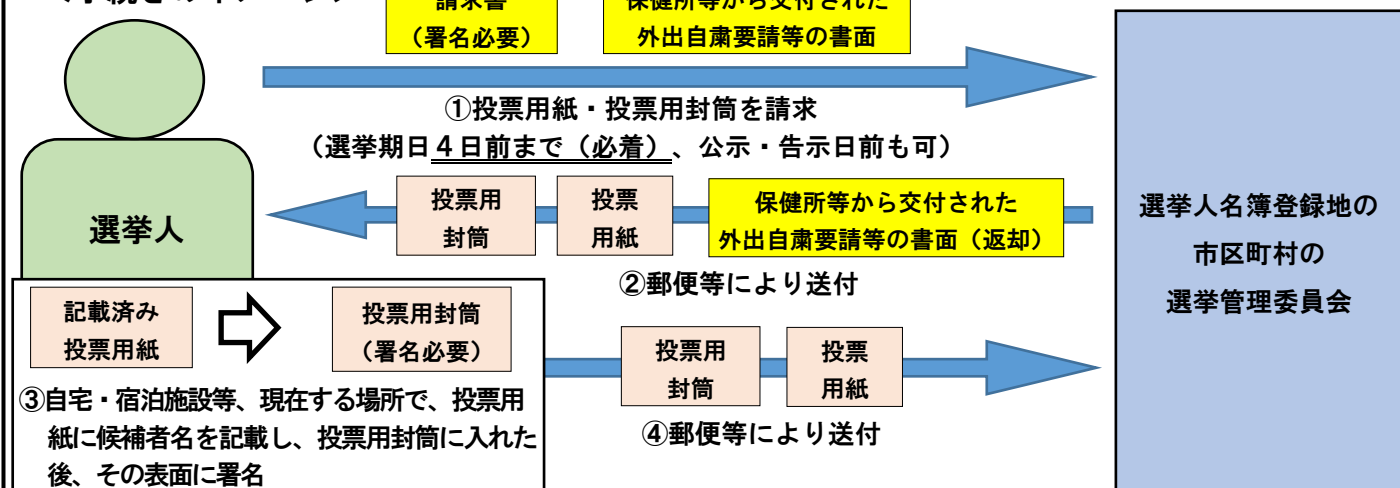 請求書
（署名必要）
保健所等から交付された
外出自粛要請等の書面
①投票用紙・投票用封筒を請求
（選挙期日４日前まで（必着）、公示・告示日前も可）
選挙人
投票用
封筒
投票
用紙
保健所等から交付された
外出自粛要請等の書面（返却）
②郵便等により送付
選挙人名簿登録地の
市区町村の
選挙管理委員会
記載済み
投票用紙
投票用封筒
（署名必要）
③自宅・宿泊施設等、現在する場所で、投票用
紙に候補者名を記載し、投票用封筒に入れた
後、その表面に署名
投票用
封筒
投票
用紙
④郵便等により送付